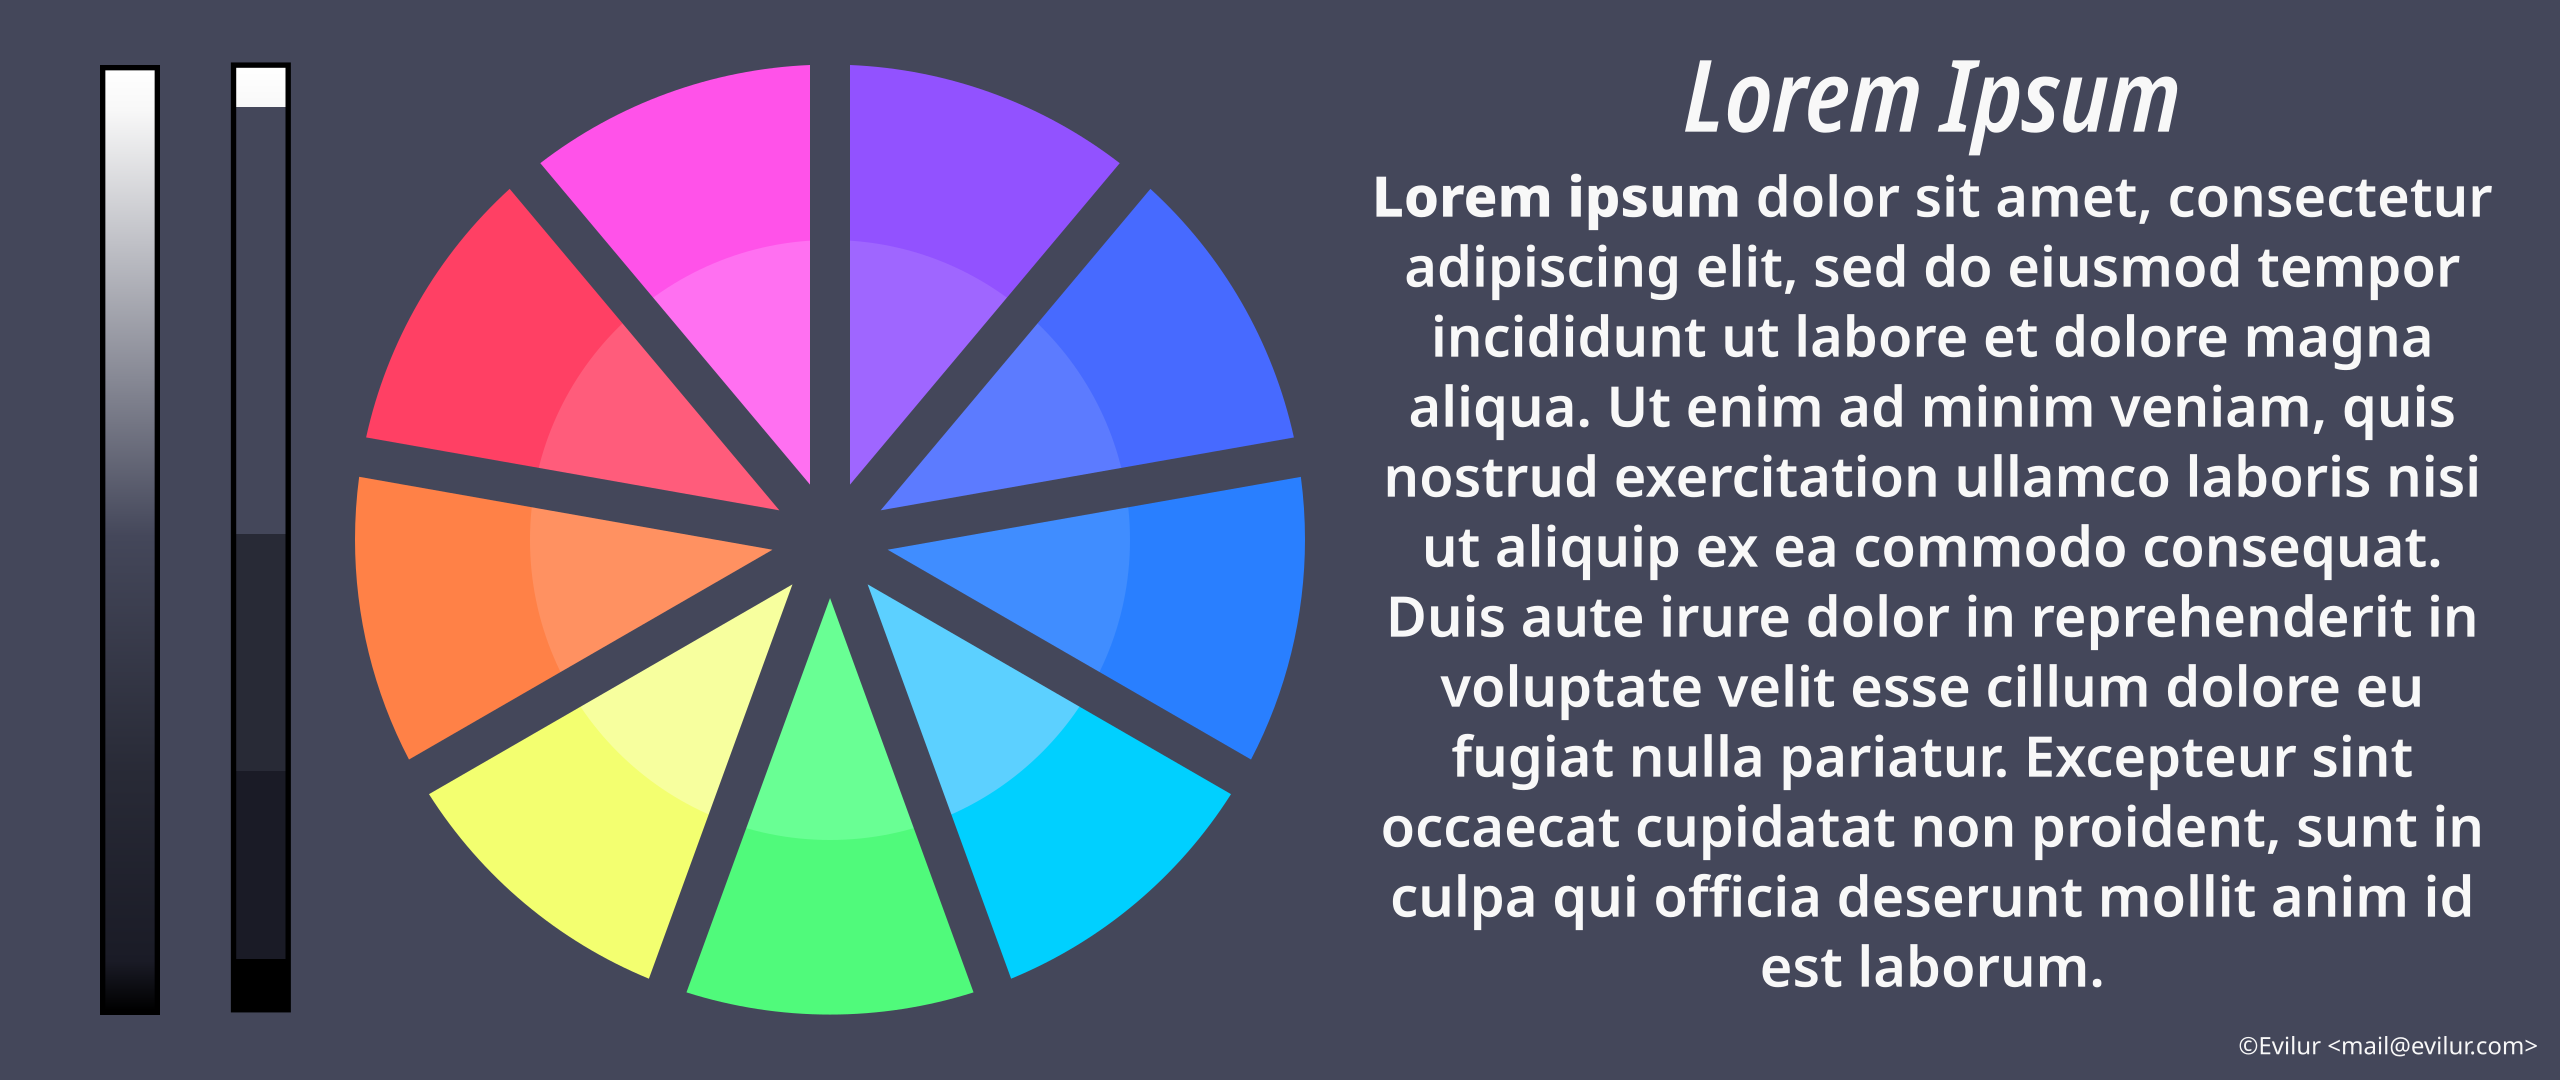 Lorem Ipsum
Lorem ipsum dolor sit amet, consectetur
adipiscing elit, sed do eiusmod tempor
incididunt ut labore et dolore magna
aliqua. Ut enim ad minim veniam, quis
nostrud exercitation ullamco laboris nisi
ut aliquip ex ea commodo consequat.
Duis aute irure dolor in reprehenderit in
voluptate velit esse cillum dolore eu
fugiat nulla pariatur. Excepteur sint
occaecat cupidatat non proident, sunt in
culpa qui officia deserunt mollit anim id
est laborum.
©Evilur <mail@evilur.com>